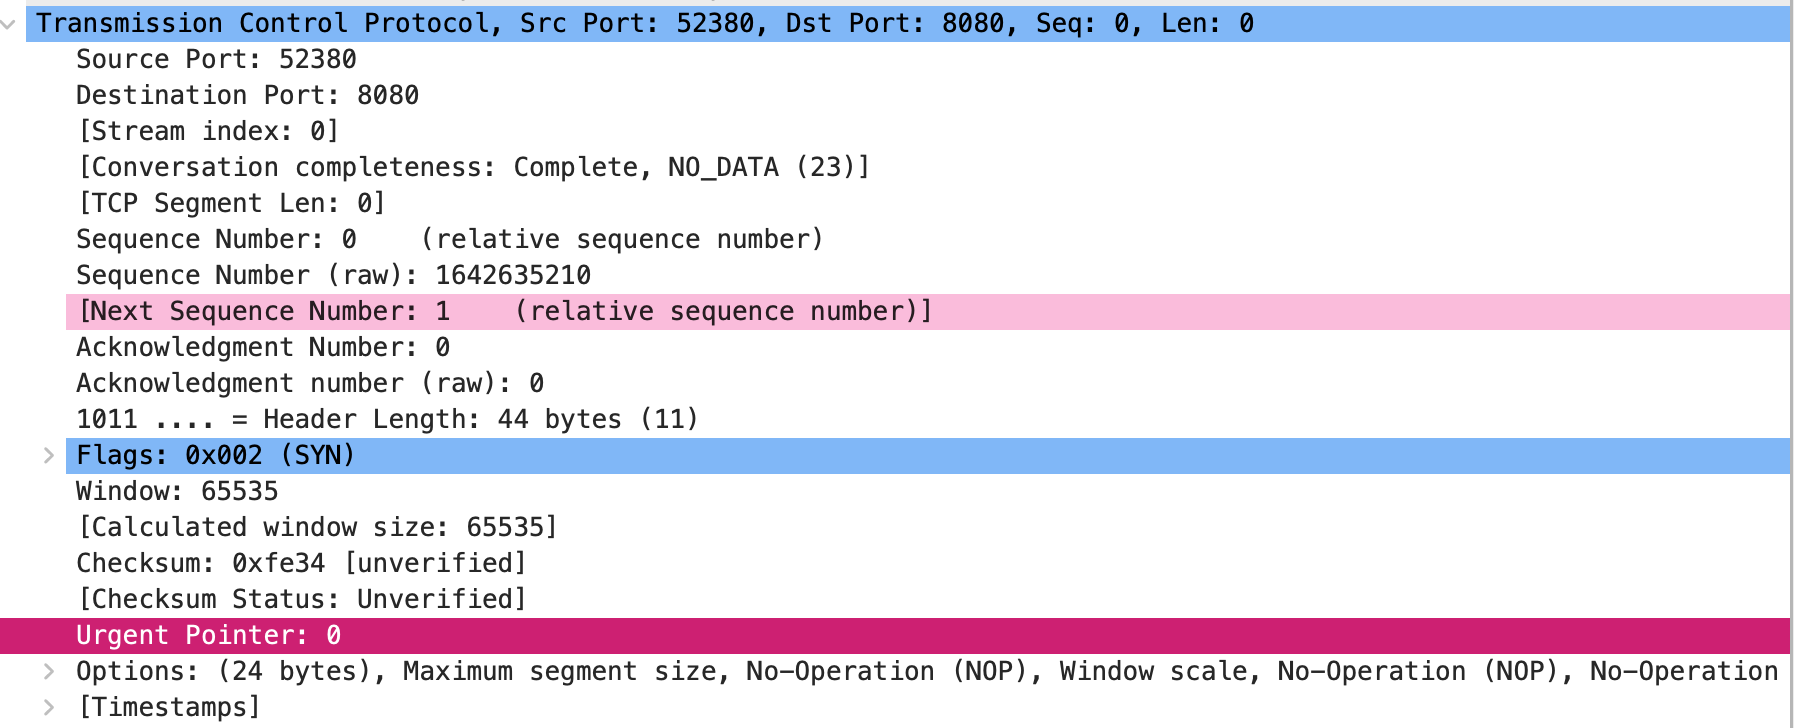 Transmission Control Protocol, Src Port: 52380, Dst Port: 8080, Seq: 0, Len: 0
Source Port: 52380
Destination Port: 8080
[Stream index: 0]
[Conversation completeness: Complete, NO_DATA (23)]
[TCP Segment Len: 0]
Sequence Number: 0    (relative sequence number)
Sequence Number (raw): 1642635210
[Next Sequence Number: 1    (relative sequence number)]
Acknowledgment Number: 0
Acknowledgment number (raw): 0
1011 .... = Header Length: 44 bytes (11)
Flags: 0x002 (SYN)
Window: 65535
[Calculated window size: 65535]
Checksum: 0xfe34 [unverified]
[Checksum Status: Unverified]
Urgent Pointer: 0
Options: (24 bytes), Maximum segment size, No-Operation (NOP), Window scale, No-Operation (NOP), No-Operation
[Timestamps]